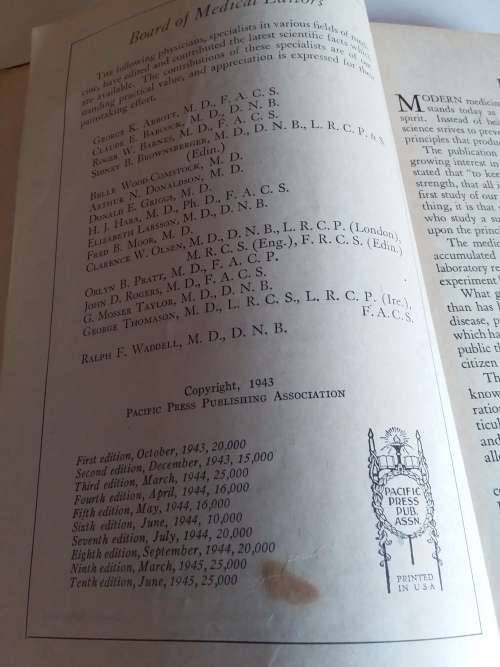 Board of Medical Editors
The following physicians, specialists in various fields of medi-
cine, have edited and contributed the latest scientific facts which
are available. The contributions of these specialists are of out-
standing practical value, and appreciation is expressed for their
painstaking effort.
George K. Abbott, M. D., F. A. C. S.
Claude E. Babcock, M. D., D. N. B.
Roger W. Barnes, M. D., F. A. C. S.
Sidney B. Brownsberger, M. D., D. N. B., L. R. C. P. & S.
(Edin.)
Belle Wood-Comstock, M. D.
Arthur N. Donaldson, M. D.
Donald E. Griggs, M. D.
H. J. Hara, M. D., Ph. D., F. A. C. S.
Elizabeth Larsson, M. D., D. N. B.
Fred B. Moor, M. D.
Clarence W. Olsen, M. D., D. N. B., L. R. C. P. (London),
M. R. C. S. (Eng.), F. R. C. S. (Edin.)
Orlyn B. Pratt, M. D., F. A. C. P.
John D. Rogers, M. D., F. A. C. S.
G. Mosser Taylor, M. D., D. N. B.
George Thomason, M. D., L. R. C. S., L. R. C. P. (Ire.),
F. A. C. S.
Ralph F. Waddell, M. D., D. N. B.
Copyright, 1943
Pacific Press Publishing Association
First edition, October, 1943, 20,000
Second edition, December, 1943, 15,000
Third edition, March, 1944, 25,000
Fourth edition, April, 1944, 16,000
Fifth edition, May, 1944, 16,000
Sixth edition, June, 1944, 10,000
Seventh edition, July, 1944, 20,000
Eighth edition, September, 1944, 20,000
Ninth edition, March, 1945, 25,000
Tenth edition, June, 1945, 25,000
PACIFIC
PRESS
PUB.
ASSN.
PRINTED
IN U S A
MODERN medicin
stands today as
spirit. Instead of hea
science strives to preve
principles that produc
The publication
growing interest in
stated that "to kee
strength, that all
first study of our
thing, it is that
who study a su
upon the princi
The medic
accumulated
laboratory re
experiment
What g
than has
disease, p
which ha
public th
citizen
Th
know
ration
ticul
and
alle